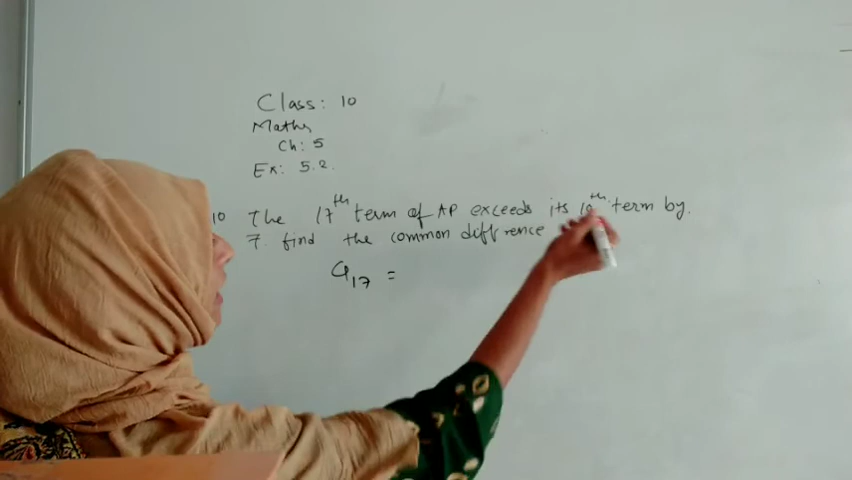 Class: 10
Maths
Ch: 5
Ex: 5.2.
10 The 17th term of AP exceeds its 10th term by.
7. find the common difference
a17 =